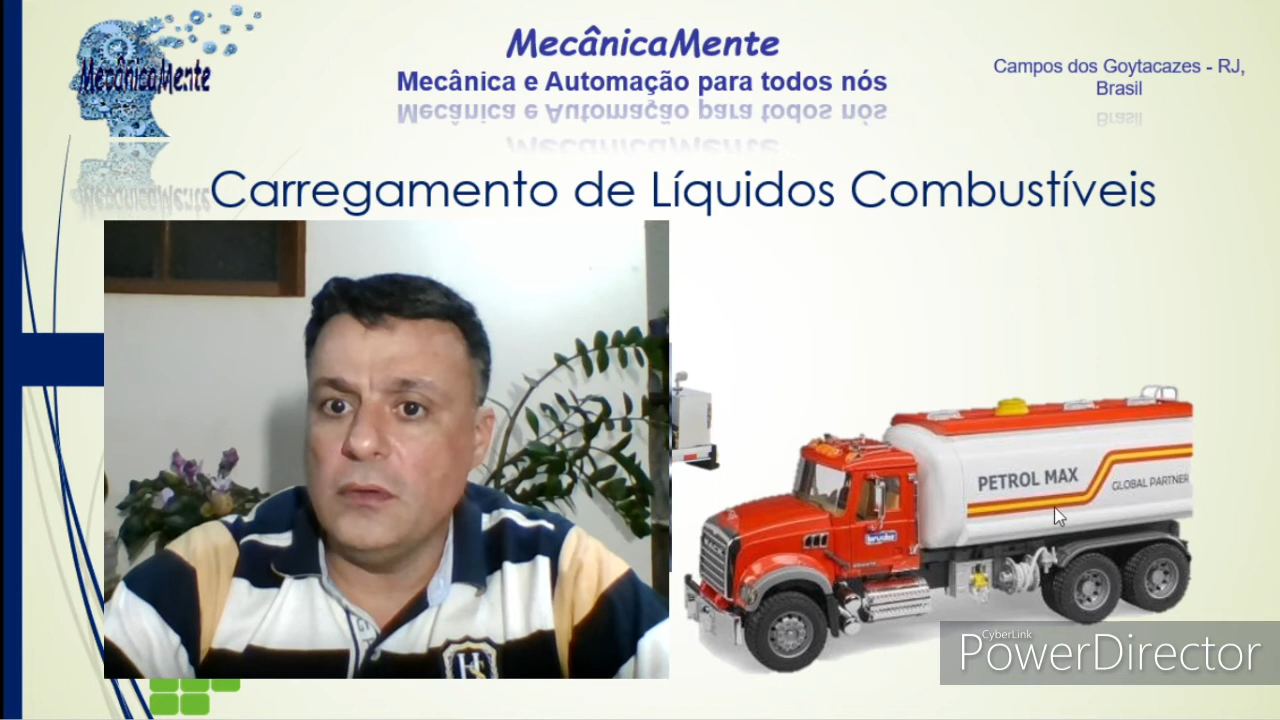 MecânicaMente
MecânicaMente
Mecânica e Automação para todos nós
Campos dos Goytacazes - RJ,
Brasil
Carregamento de Líquidos Combustíveis
PETROL MAX
GLOBAL PARTNER
bruder
CyberLink
PowerDirector